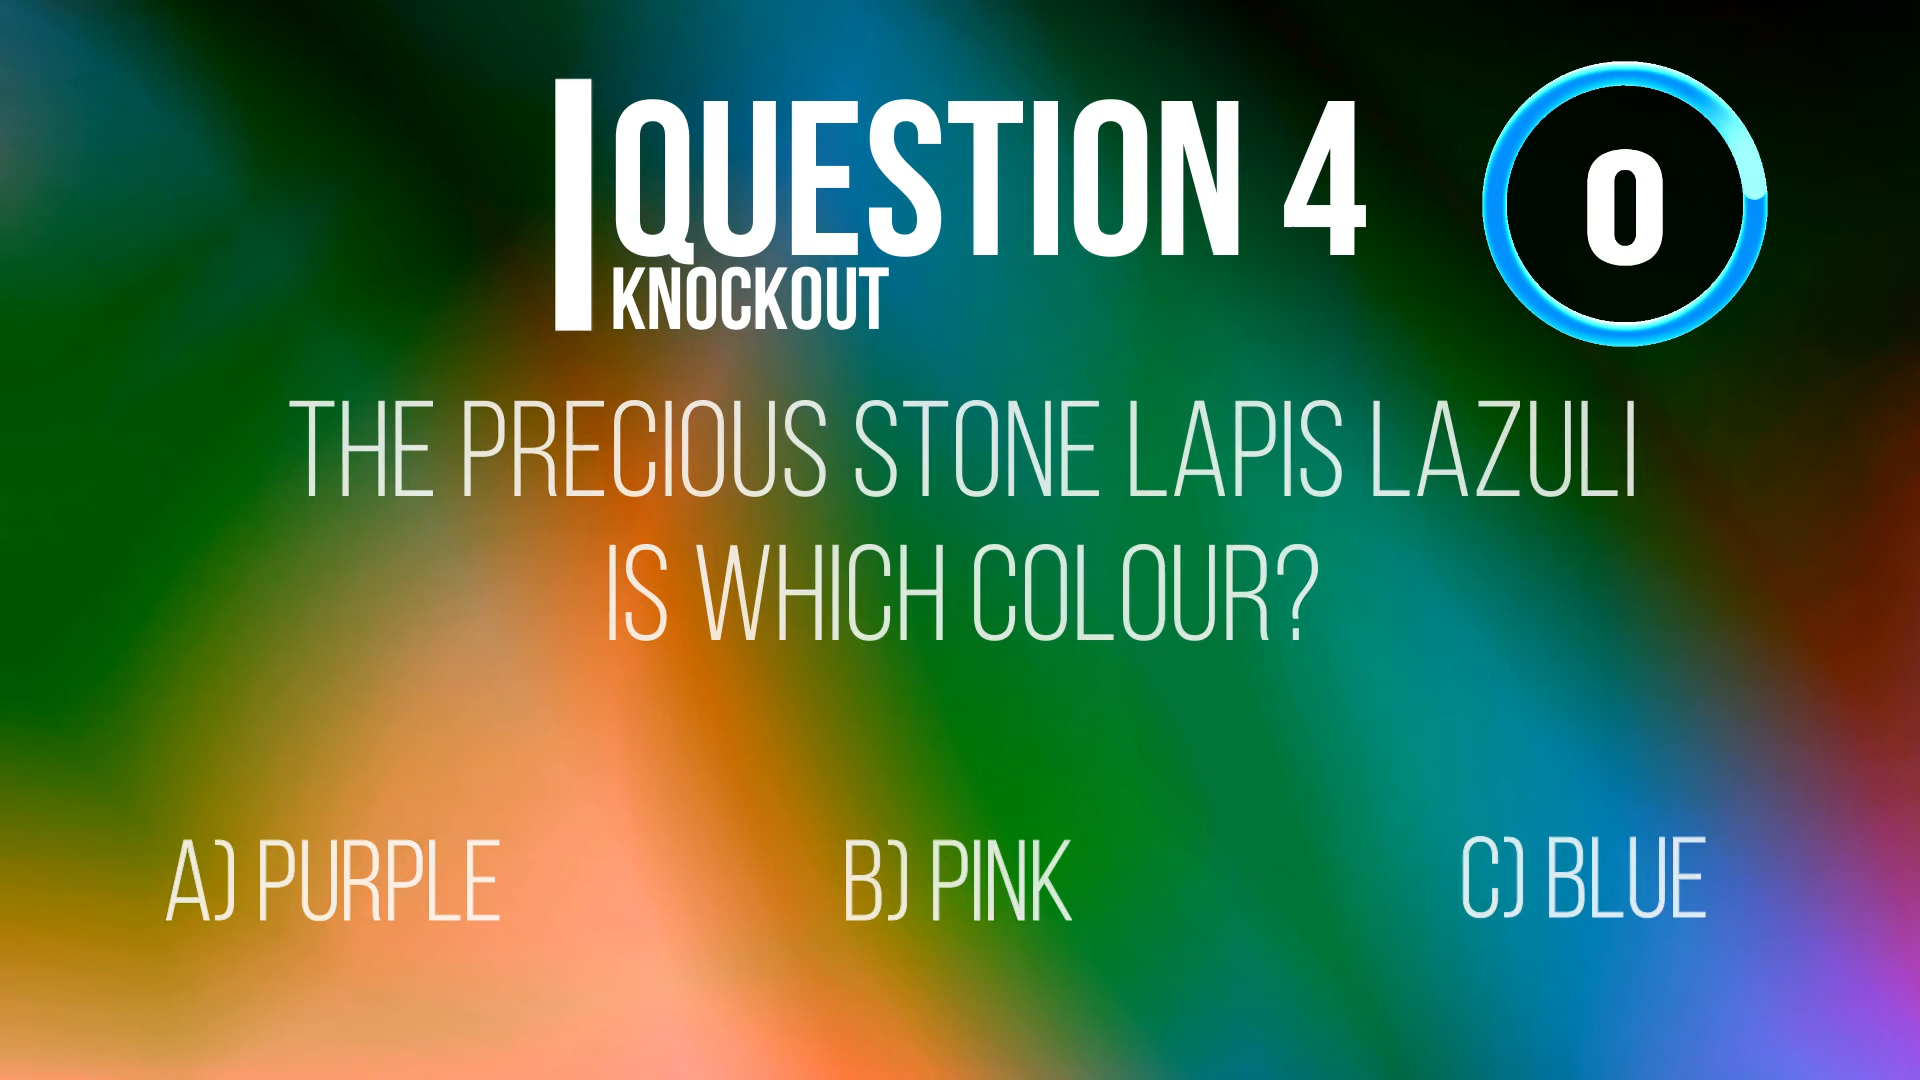 QUESTION 4
KNOCKOUT
0
THE PRECIOUS STONE LAPIS LAZULI
IS WHICH COLOUR?
A) PURPLE
B) PINK
C) BLUE